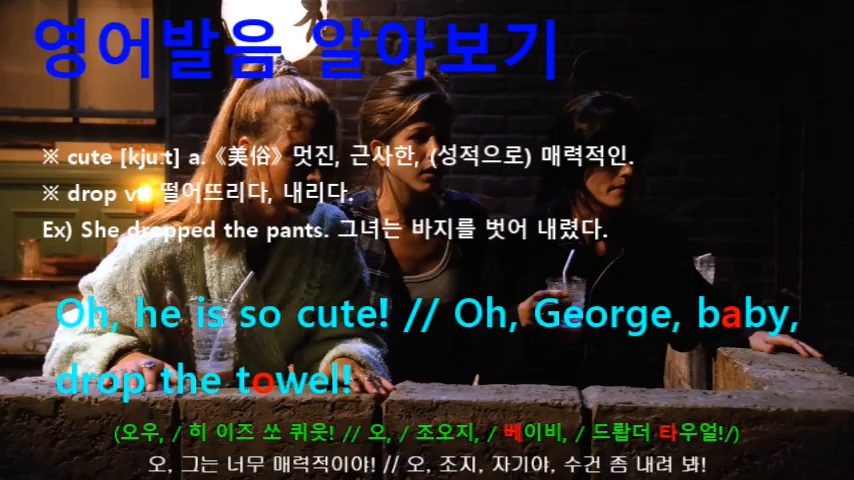 영어발음 알아보기
※ cute [kju:t] a.《美俗》멋진, 근사한, (성적으로) 매력적인.
※ drop vt. 떨어뜨리다, 내리다.
Ex) She dropped the pants. 그녀는 바지를 벗어 내렸다.
Oh, he is so cute! // Oh, George, baby,
drop the towel!
(오우, / 히 이즈 쏘 퀴읏! // 오, / 조오지, / 베이비, / 드롭더 타우얼!/)
오, 그는 너무 매력적이야! // 오, 조지, 자기야, 수건 좀 내려 봐!